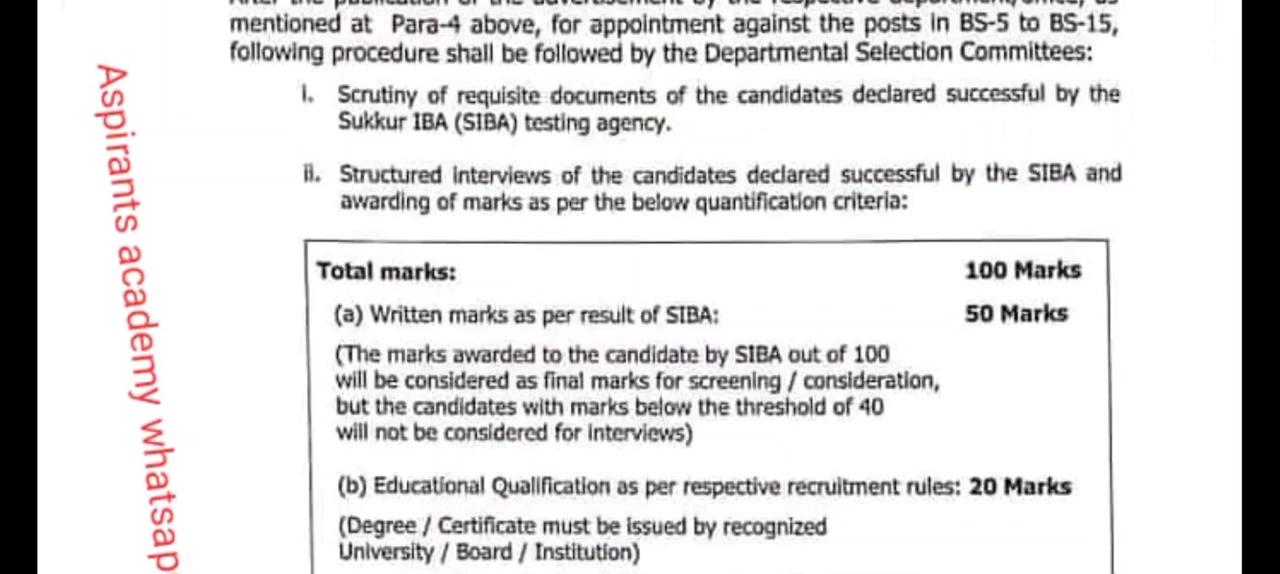 mentioned at Para-4 above, for appointment against the posts in BS-5 to BS-15,
following procedure shall be followed by the Departmental Selection Committees:
i. Scrutiny of requisite documents of the candidates declared successful by the
Sukkur IBA (SIBA) testing agency.
ii. Structured interviews of the candidates declared successful by the SIBA and
awarding of marks as per the below quantification criteria:
Total marks: 100 Marks
(a) Written marks as per result of SIBA: 50 Marks
(The marks awarded to the candidate by SIBA out of 100
will be considered as final marks for screening / consideration,
but the candidates with marks below the threshold of 40
will not be considered for interviews)
(b) Educational Qualification as per respective recruitment rules: 20 Marks
(Degree / Certificate must be issued by recognized
University / Board / Institution)
Aspirants academy whatsap